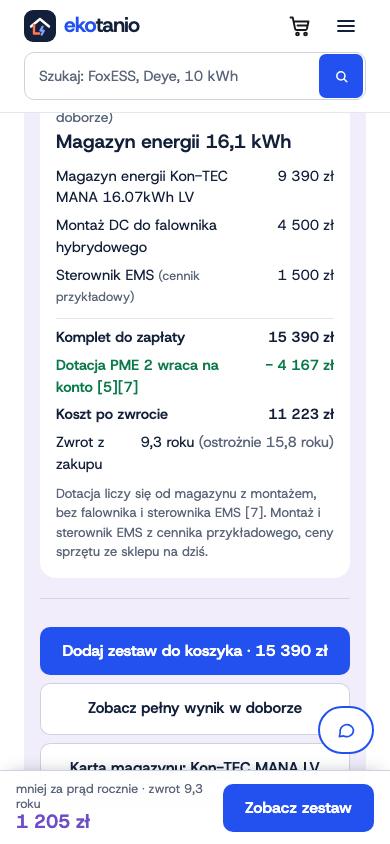 ekotanio
Szukaj: FoxESS, Deye, 10 kWh
doborze)
Magazyn energii 16,1 kWh
Magazyn energii Kon-TEC 9 390 zł
MANA 16.07kWh LV
Montaż DC do falownika 4 500 zł
hybrydowego
Sterownik EMS (cennik 1 500 zł
przykładowy)
Komplet do zapłaty 15 390 zł
Dotacja PME 2 wraca na − 4 167 zł
konto [5][7]
Koszt po zwrocie 11 223 zł
Zwrot z 9,3 roku (ostrożnie 15,8 roku)
zakupu
Dotacja liczy się od magazynu z montażem,
bez falownika i sterownika EMS [7]. Montaż i
sterownik EMS z cennika przykładowego, ceny
sprzętu ze sklepu na dziś.
Dodaj zestaw do koszyka · 15 390 zł
Zobacz pełny wynik w doborze
Karta magazynu: Kon-TEC MANA LV
mniej za prąd rocznie · zwrot 9,3
roku
1 205 zł
Zobacz zestaw